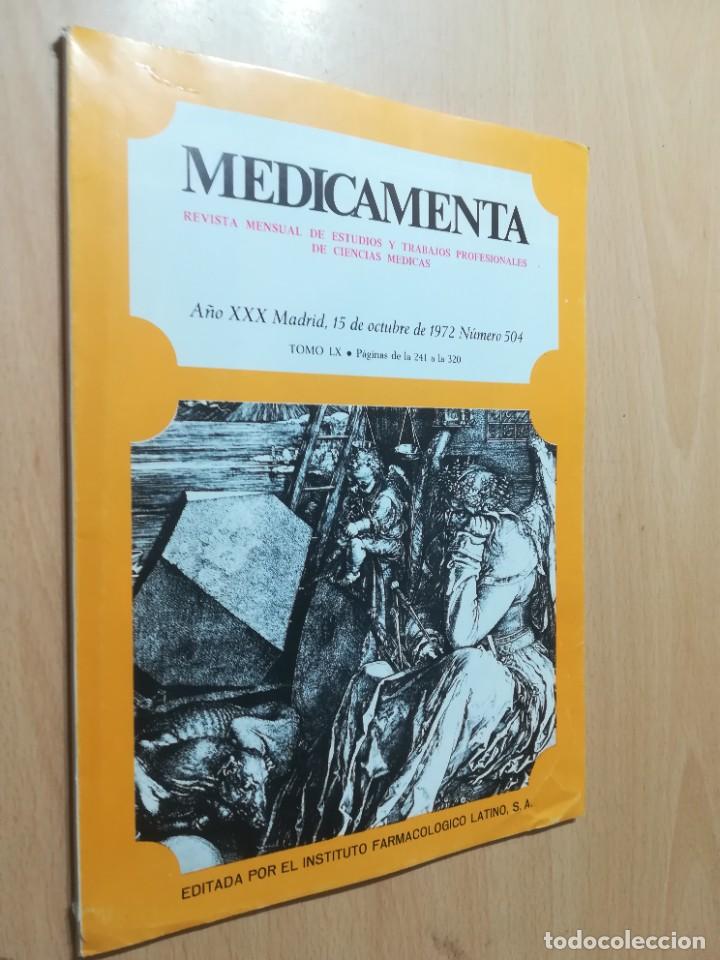 MEDICAMENTA
REVISTA MENSUAL DE ESTUDIOS Y TRABAJOS PROFESIONALES
DE CIENCIAS MEDICAS
Año XXX Madrid, 15 de octubre de 1972 Número 504
TOMO LX ● Páginas de la 241 a la 320
EDITADA POR EL INSTITUTO FARMACOLOGICO LATINO, S. A.
todocoleccion